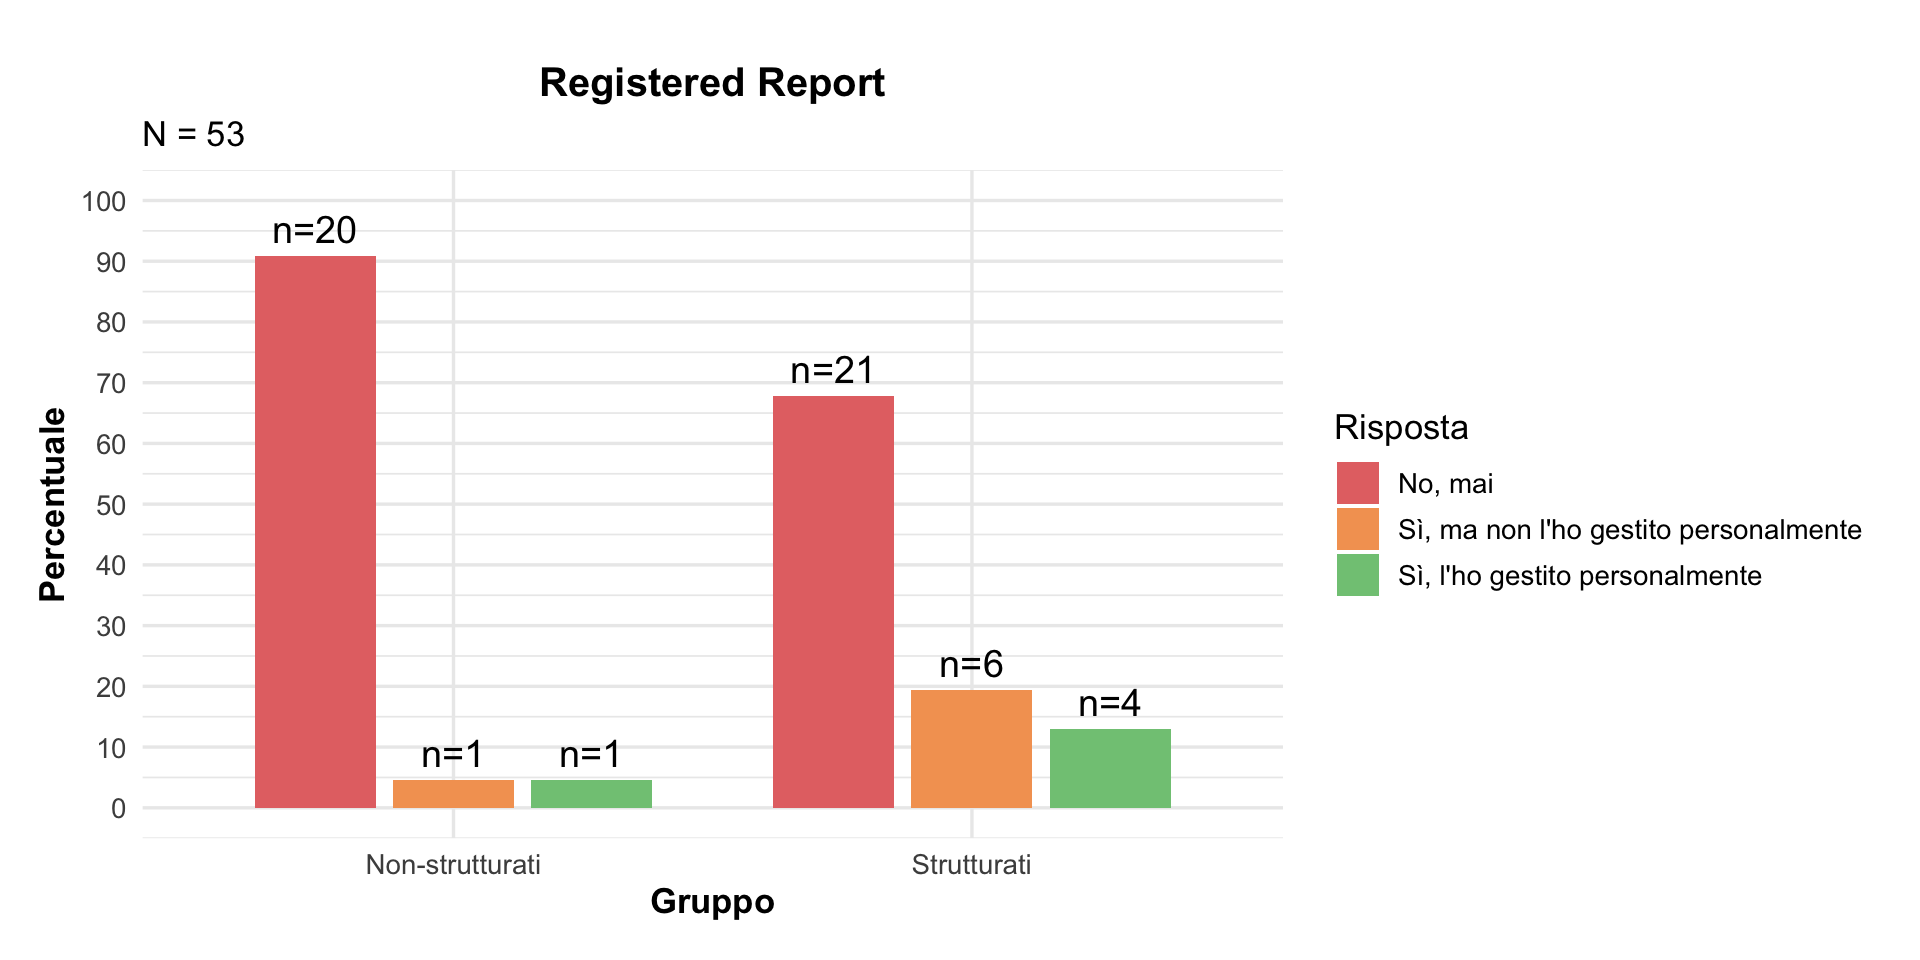 Registered Report
N = 53
Percentuale
100
90
80
70
60
50
40
30
20
10
0
n=20
n=1
n=1
n=21
n=6
n=4
Non-strutturati
Strutturati
Gruppo
Risposta
No, mai
Sì, ma non l'ho gestito personalmente
Sì, l'ho gestito personalmente